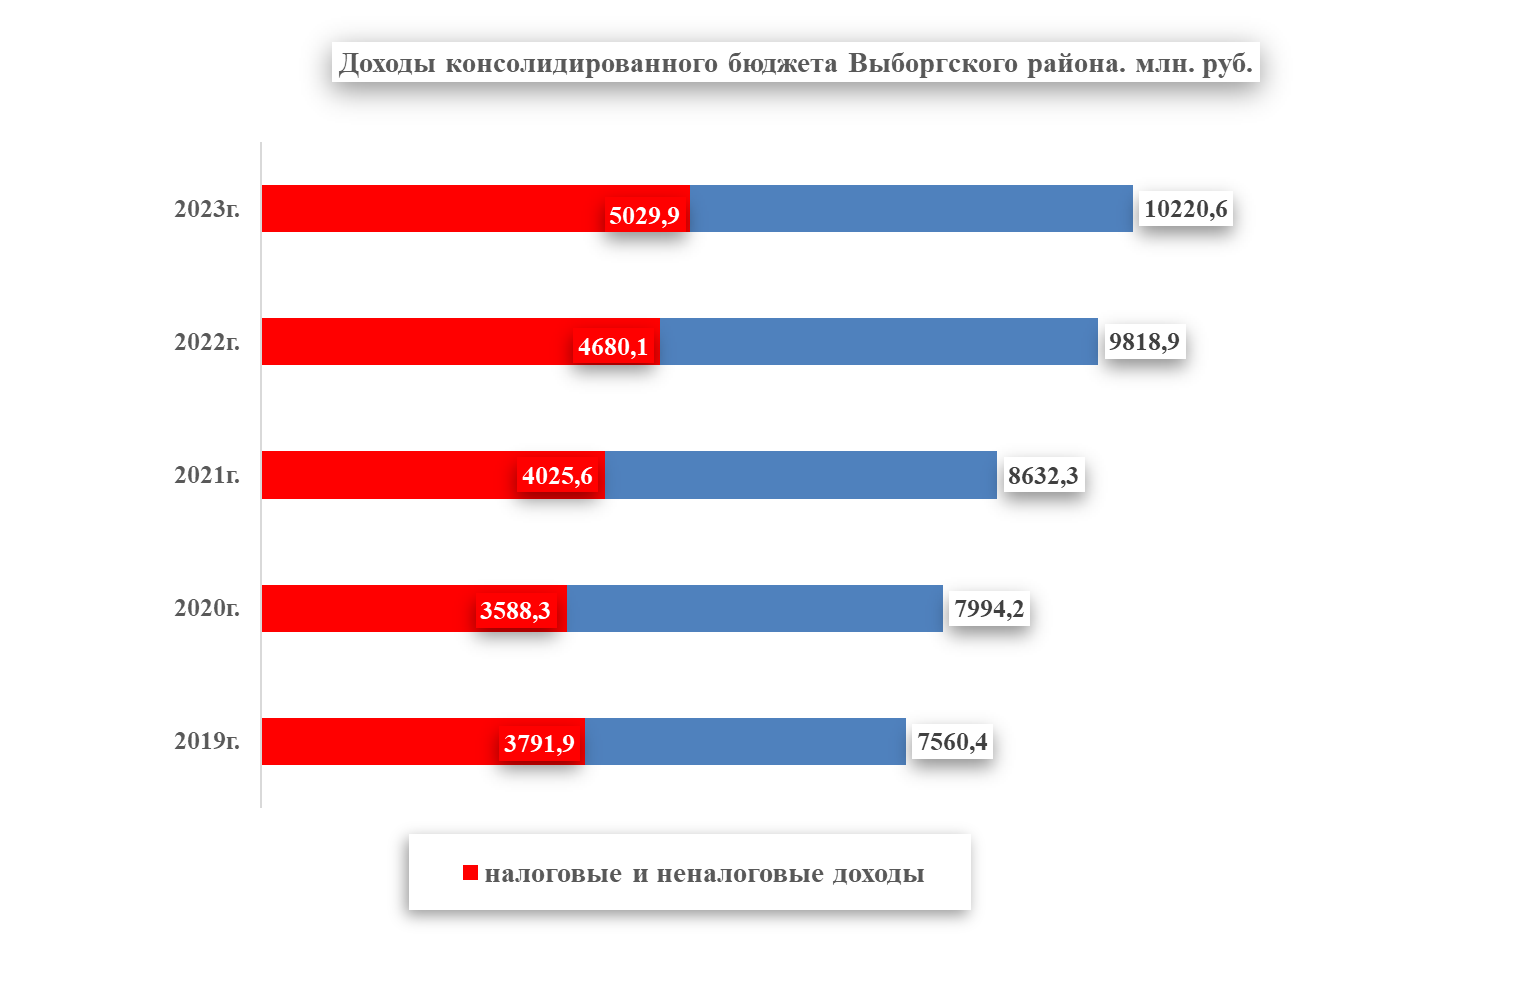 Доходы консолидированного бюджета Выборгского района. млн. руб.
2023г. 5029,9 10220,6
2022г. 4680,1 9818,9
2021г. 4025,6 8632,3
2020г. 3588,3 7994,2
2019г. 3791,9 7560,4
налоговые и неналоговые доходы